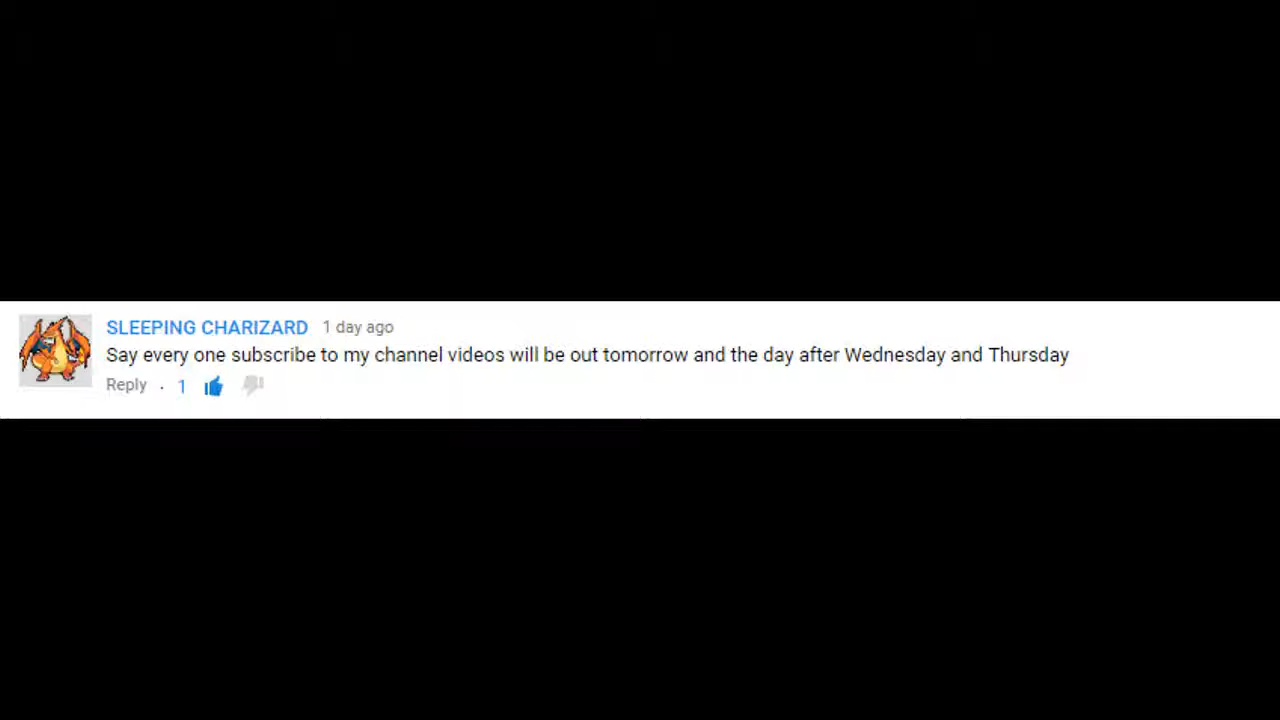 SLEEPING CHARIZARD 1 day ago
Say every one subscribe to my channel videos will be out tomorrow and the day after Wednesday and Thursday
Reply · 1